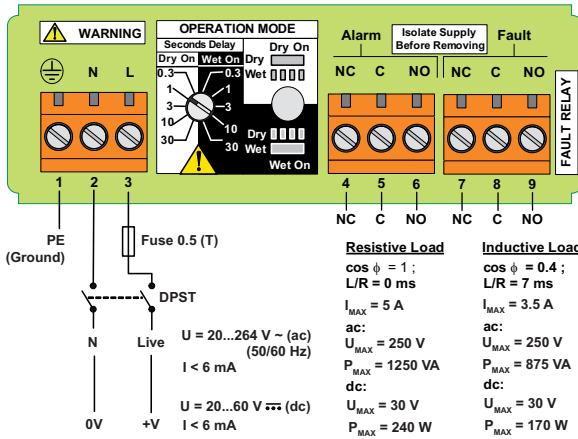 WARNING
OPERATION MODE
Seconds Delay
Dry On
Wet On
0.3
1
3
10
30
0.3
1
3
10
30
Dry On
Dry
Wet
Dry
Wet
Wet On
Alarm
Isolate Supply
Before Removing
Fault
N L
NC C NO NC C NO
FAULT RELAY
1 2 3 4 5 6 7 8 9
NC C NO NC C NO
PE
(Ground)
Fuse 0.5 (T)
DPST
N
Live
U = 20...264 V ~ (ac)
(50/60 Hz)
I < 6 mA
0V
+V
U = 20...60 V ⎓ (dc)
I < 6 mA
Resistive Load
cos ϕ = 1 ;
L/R = 0 ms
IMAX = 5 A
ac:
UMAX = 250 V
PMAX = 1250 VA
dc:
UMAX = 30 V
PMAX = 240 W
Inductive Load
cos ϕ = 0.4 ;
L/R = 7 ms
IMAX = 3.5 A
ac:
UMAX = 250 V
PMAX = 875 VA
dc:
UMAX = 30 V
PMAX = 170 W